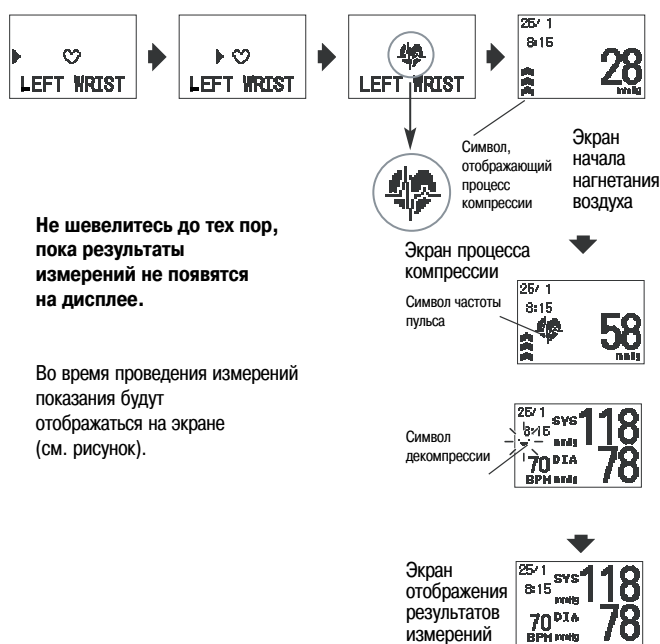 LEFT WRIST
LEFT WRIST
LEFT WRIST
25/ 1
8:15
28
mmHg
Символ,
отображающий
процесс
компрессии
Экран
начала
нагнетания
воздуха
Не шевелитесь до тех пор,
пока результаты
измерений не появятся
на дисплее.
Экран процесса
компрессии
Символ частоты
пульса
25/ 1
8:15
58
mmHg
Во время проведения измерений
показания будут
отображаться на экране
(см. рисунок).
Символ
декомпрессии
25/ 1
8:15
SYS 118
mmHg
70 DIA 78
BPM mmHg
Экран
отображения
результатов
измерений
25/ 1
8:15
SYS 118
mmHg
70 DIA 78
BPM mmHg